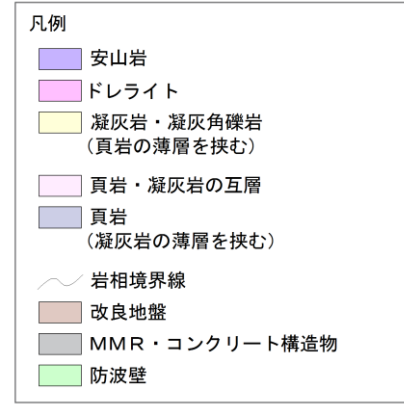 凡例
安山岩
ドレライト
凝灰岩・凝灰角礫岩
(頁岩の薄層を挟む)
頁岩・凝灰岩の互層
頁岩
(凝灰岩の薄層を挟む)
岩相境界線
改良地盤
MMR・コンクリート構造物
防波壁